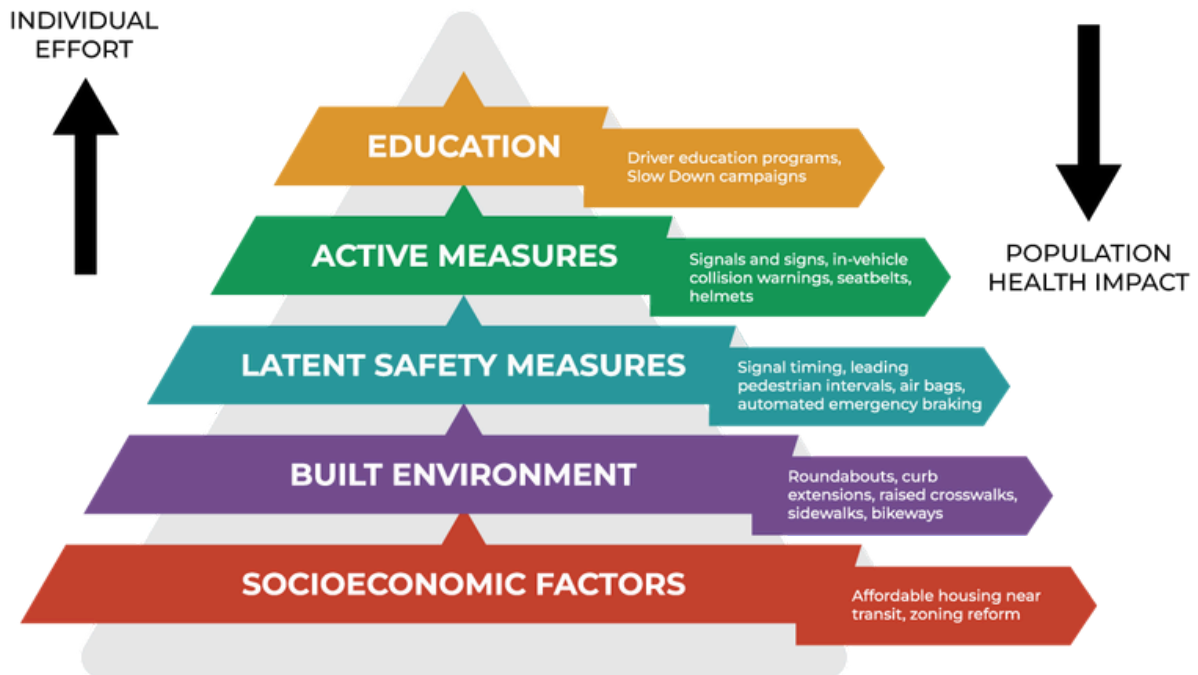 INDIVIDUAL
EFFORT
EDUCATION
Driver education programs,
Slow Down campaigns
ACTIVE MEASURES
Signals and signs, in-vehicle
collision warnings, seatbelts,
helmets
POPULATION
HEALTH IMPACT
LATENT SAFETY MEASURES
Signal timing, leading
pedestrian intervals, air bags,
automated emergency braking
BUILT ENVIRONMENT
Roundabouts, curb
extensions, raised crosswalks,
sidewalks, bikeways
SOCIOECONOMIC FACTORS
Affordable housing near
transit, zoning reform